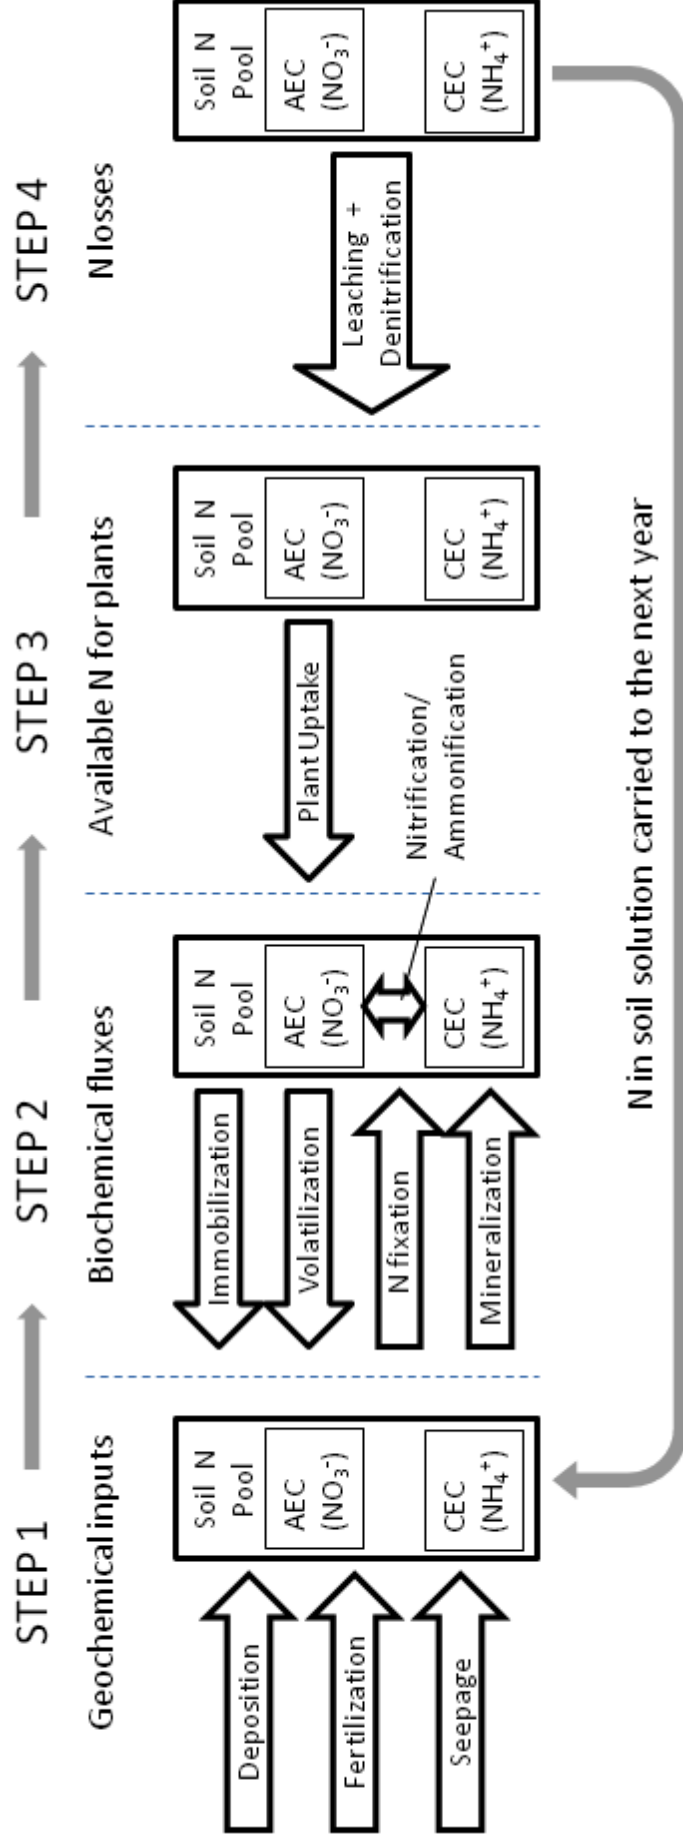 STEP 1
Geochemical inputs
Deposition
Fertilization
Seepage
Soil N
Pool
AEC
(NO₃⁻)
CEC
(NH₄⁺)
STEP 2
Biochemical fluxes
Immobilization
Volatilization
N fixation
Mineralization
Soil N
Pool
AEC
(NO₃⁻)
CEC
(NH₄⁺)
Nitrification/
Ammonification
STEP 3
Available N for plants
Plant Uptake
Soil N
Pool
AEC
(NO₃⁻)
CEC
(NH₄⁺)
STEP 4
N losses
Leaching +
Denitrification
Soil N
Pool
AEC
(NO₃⁻)
CEC
(NH₄⁺)
N in soil solution carried to the next year